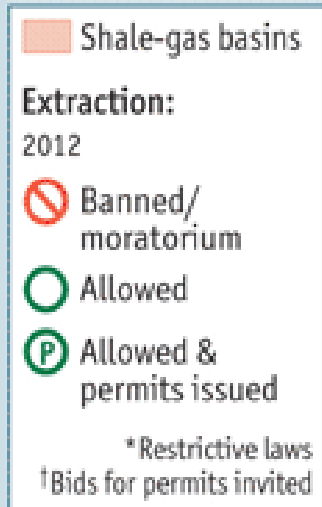 Shale-gas basins
Extraction:
2012
Banned/
moratorium
Allowed
P Allowed &
permits issued
*Restrictive laws
†Bids for permits invited